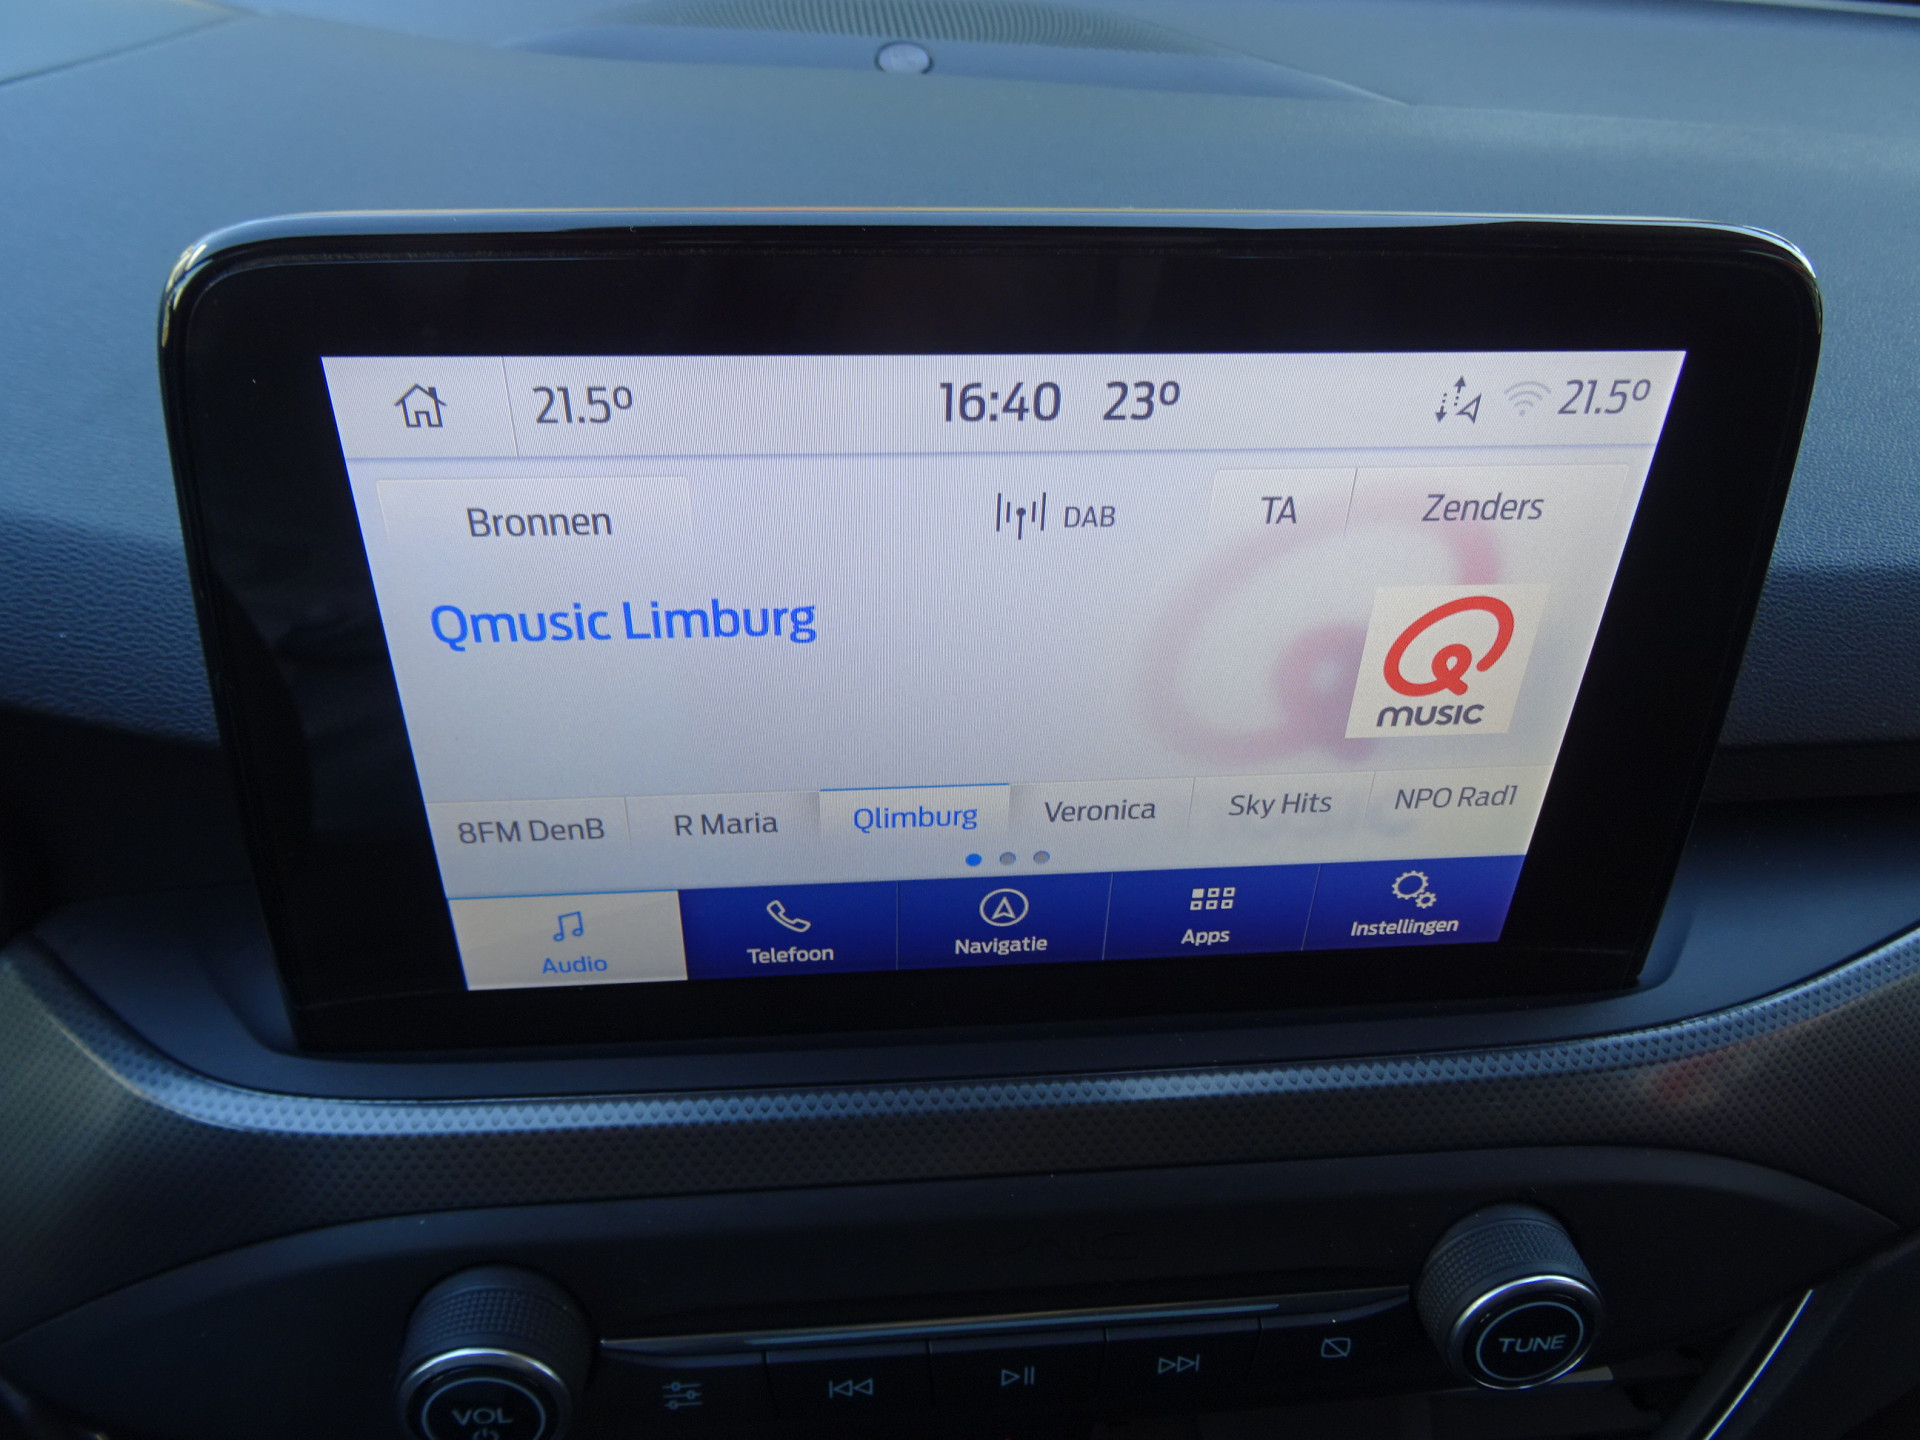 21.5° 16:40 23° 21.5°
Bronnen DAB TA Zenders
Qmusic Limburg
MUSIC
8FM DenB R Maria Qlimburg Veronica Sky Hits NPO Rad1
Audio Telefoon Navigatie Apps Instellingen
VOL TUNE